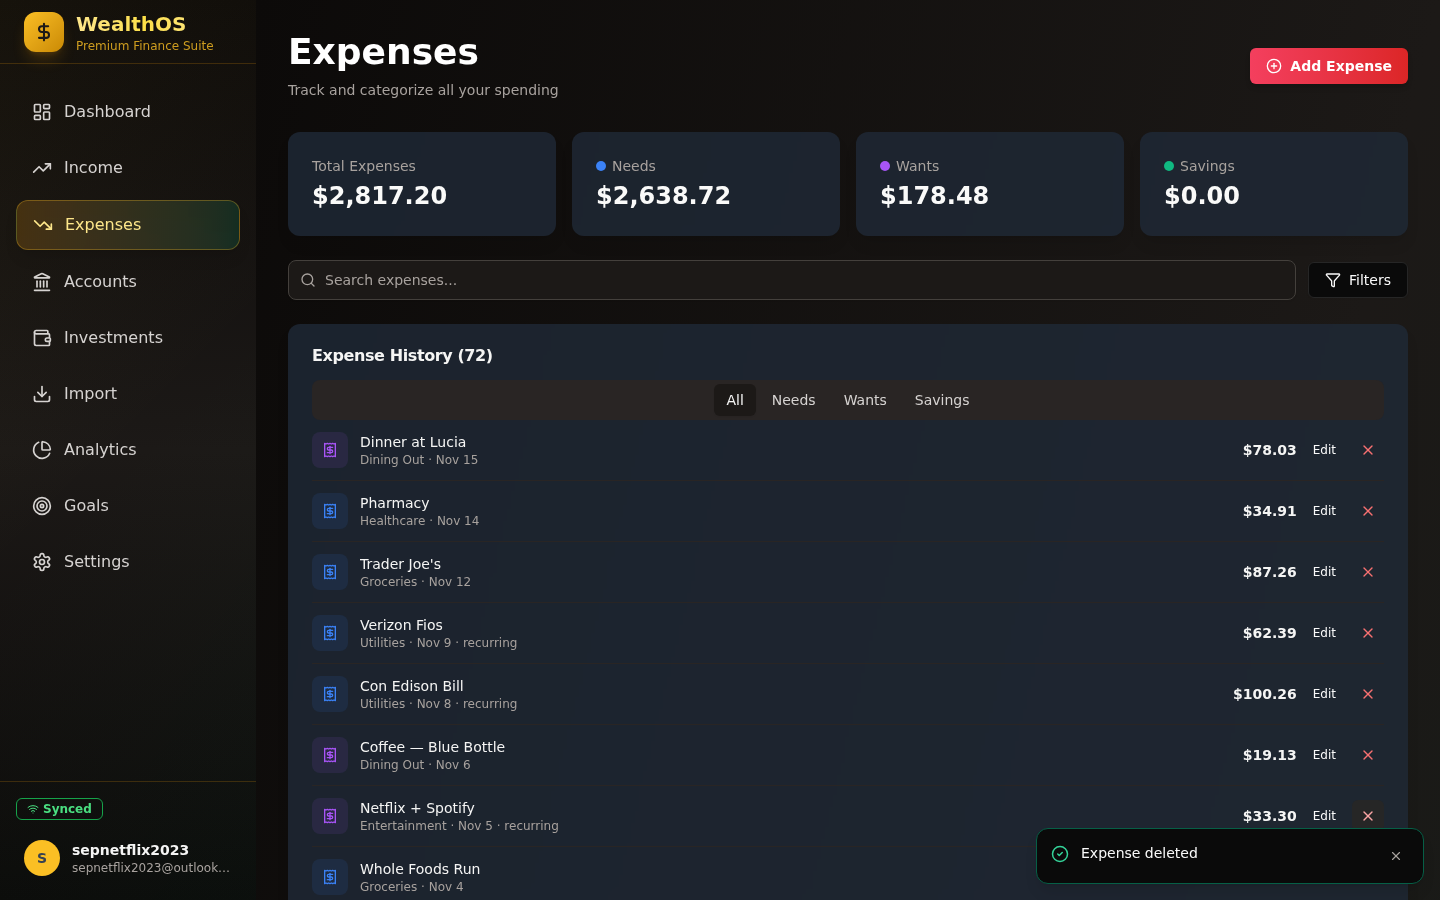 WealthOS
Premium Finance Suite
Dashboard
Income
Expenses
Accounts
Investments
Import
Analytics
Goals
Settings
Synced
S
sepnetflix2023
sepnetflix2023@outlook...
Expenses
Track and categorize all your spending
Add Expense
Total Expenses
$2,817.20
Needs
$2,638.72
Wants
$178.48
Savings
$0.00
Search expenses...
Filters
Expense History (72)
All Needs Wants Savings
Dinner at Lucia
Dining Out · Nov 15
$78.03 Edit
Pharmacy
Healthcare · Nov 14
$34.91 Edit
Trader Joe's
Groceries · Nov 12
$87.26 Edit
Verizon Fios
Utilities · Nov 9 · recurring
$62.39 Edit
Con Edison Bill
Utilities · Nov 8 · recurring
$100.26 Edit
Coffee — Blue Bottle
Dining Out · Nov 6
$19.13 Edit
Netflix + Spotify
Entertainment · Nov 5 · recurring
$33.30 Edit
Whole Foods Run
Groceries · Nov 4
Expense deleted